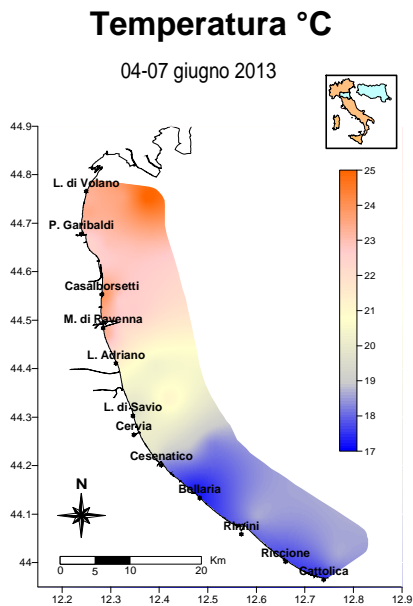 Temperatura °C
04-07 giugno 2013
44.9
44.8
44.7
44.6
44.5
44.4
44.3
44.2
44.1
44
12.2 12.3 12.4 12.5 12.6 12.7 12.8 12.9
L. di Volano
P. Garibaldi
Casalborsetti
M. di Ravenna
L. Adriano
L. di Savio
Cervia
Cesenatico
Bellaria
Rimini
Riccione
Cattolica
25
24
23
22
21
20
19
18
17
N
0 5 10 20 Km